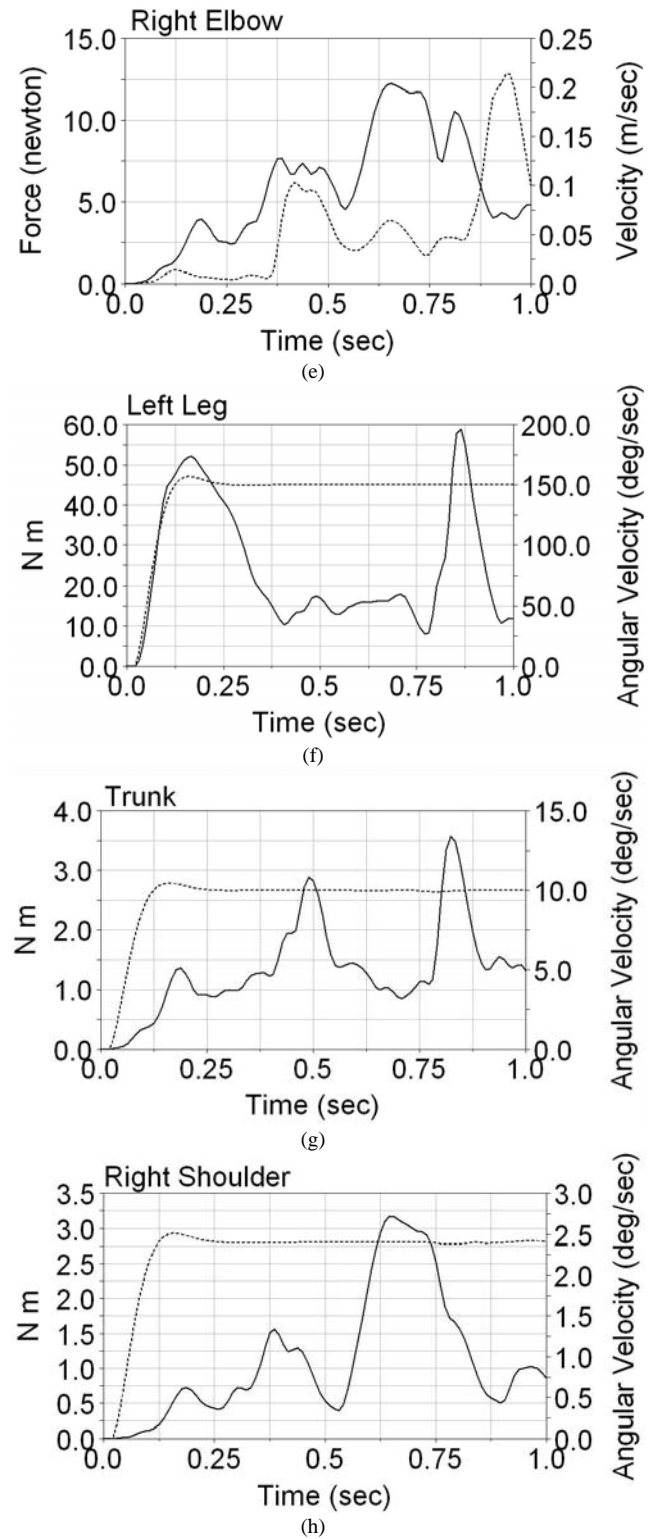 Right Elbow
15.0
10.0
5.0
0.0
Force (newton)
0.25
0.2
0.15
0.1
0.05
0.0
Velocity (m/sec)
0.0 0.25 0.5 0.75 1.0
Time (sec)
(e)
Left Leg
60.0
50.0
40.0
30.0
20.0
10.0
0.0
N m
200.0
150.0
100.0
50.0
0.0
Angular Velocity (deg/sec)
0.0 0.25 0.5 0.75 1.0
Time (sec)
(f)
Trunk
4.0
3.0
2.0
1.0
0.0
N m
15.0
10.0
5.0
0.0
Angular Velocity (deg/sec)
0.0 0.25 0.5 0.75 1.0
Time (sec)
(g)
Right Shoulder
3.5
3.0
2.5
2.0
1.5
1.0
0.5
0.0
N m
3.0
2.5
2.0
1.5
1.0
0.5
0.0
Angular Velocity (deg/sec)
0.0 0.25 0.5 0.75 1.0
Time (sec)
(h)